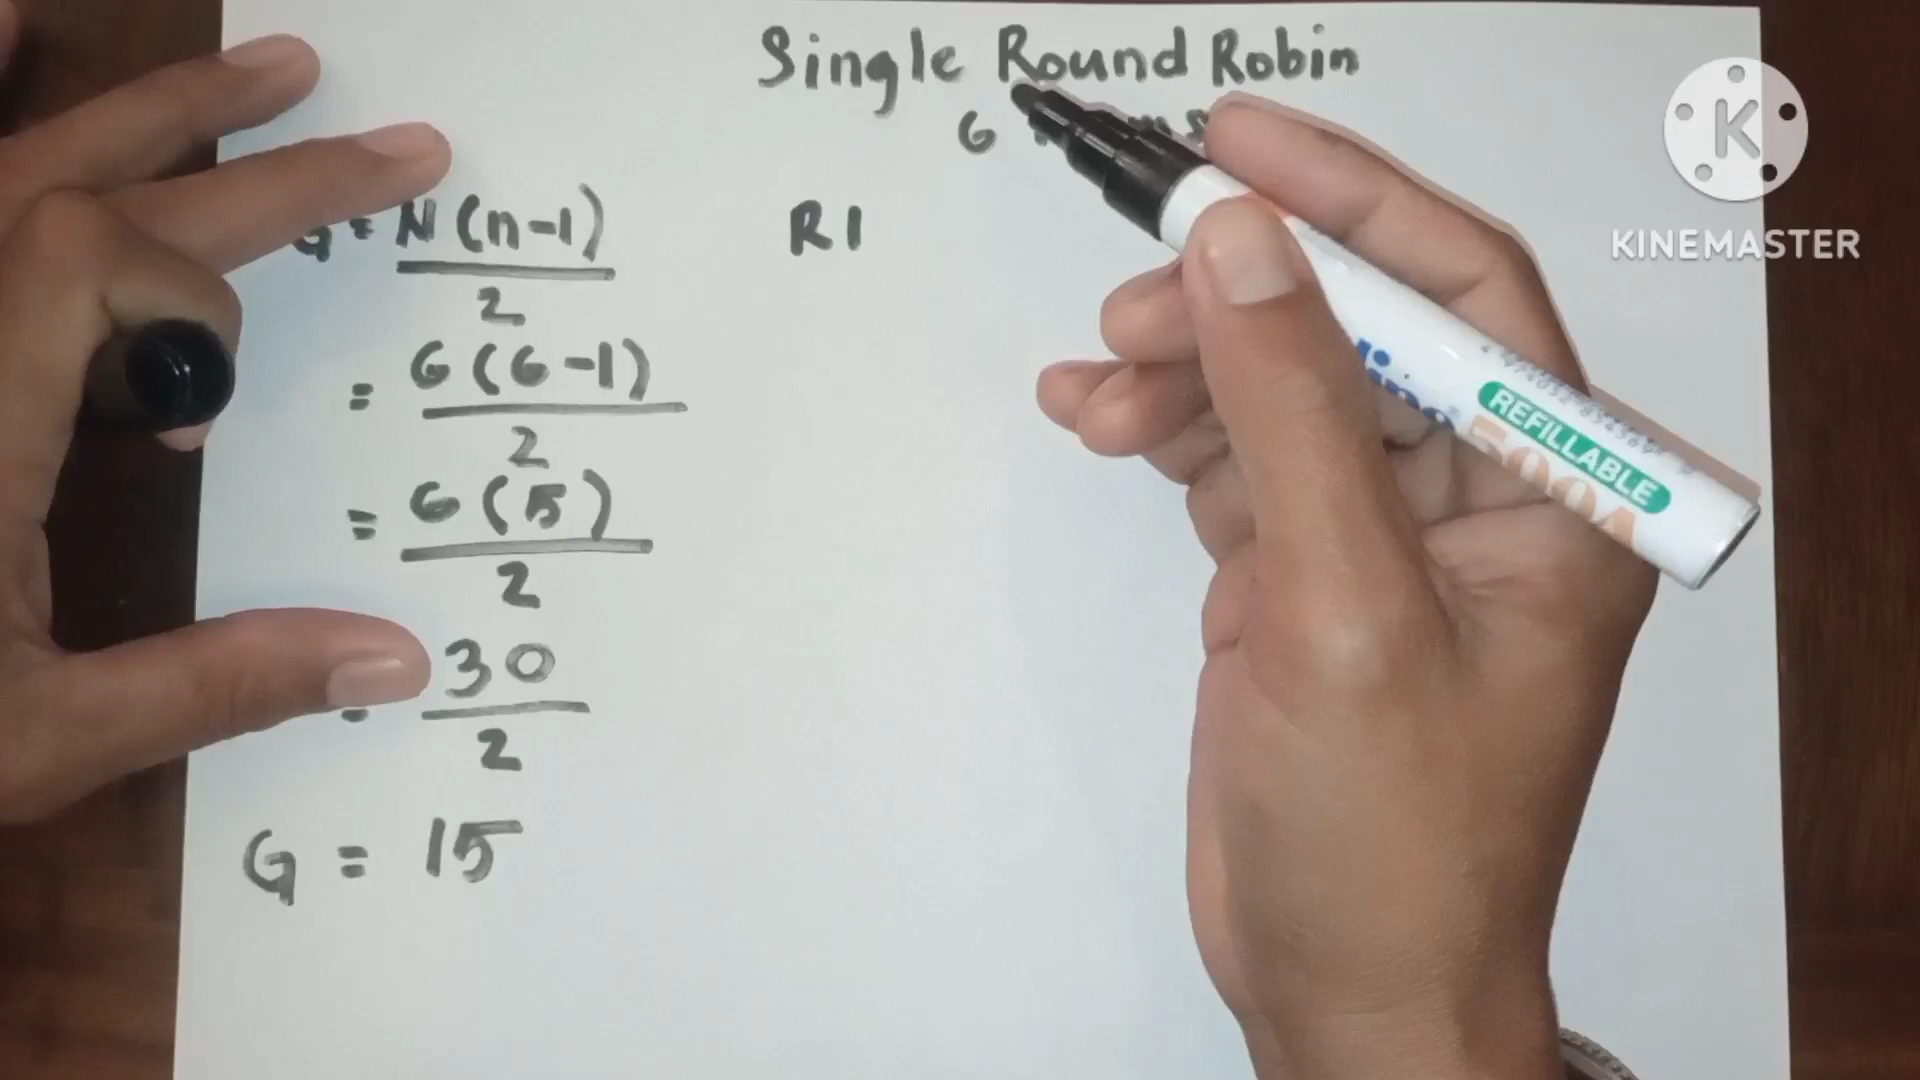 Single Round Robin
6
G = N(n-1)
2
R1
= 6(6-1)
2
= 6(5)
2
= 30
2
G = 15
KINEMASTER
REFILLABLE
500A